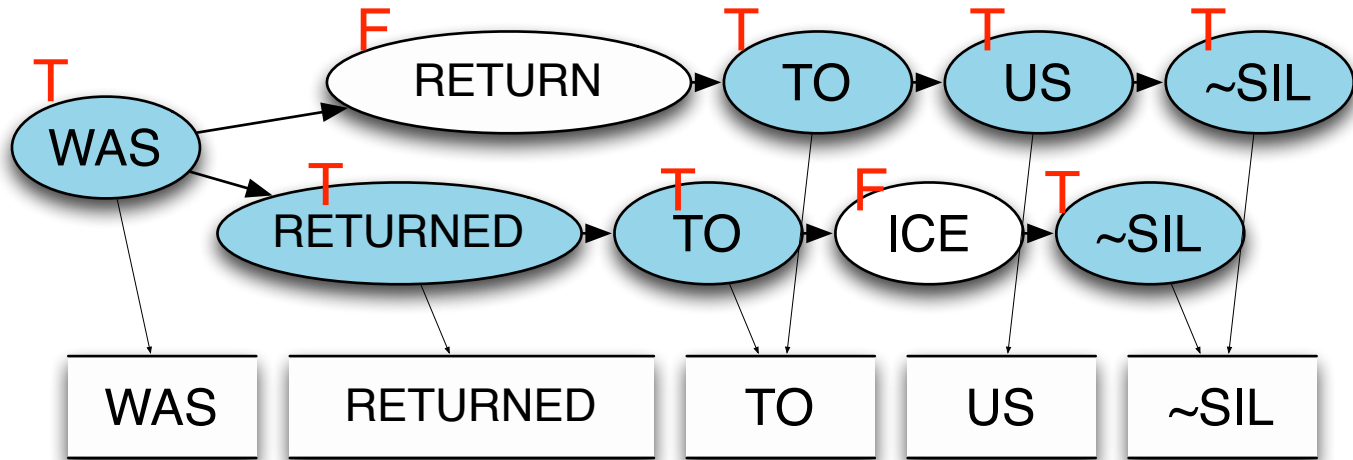 F T T T
T
RETURN TO US ~SIL
WAS
T T F T
RETURNED TO ICE ~SIL
WAS RETURNED TO US ~SIL